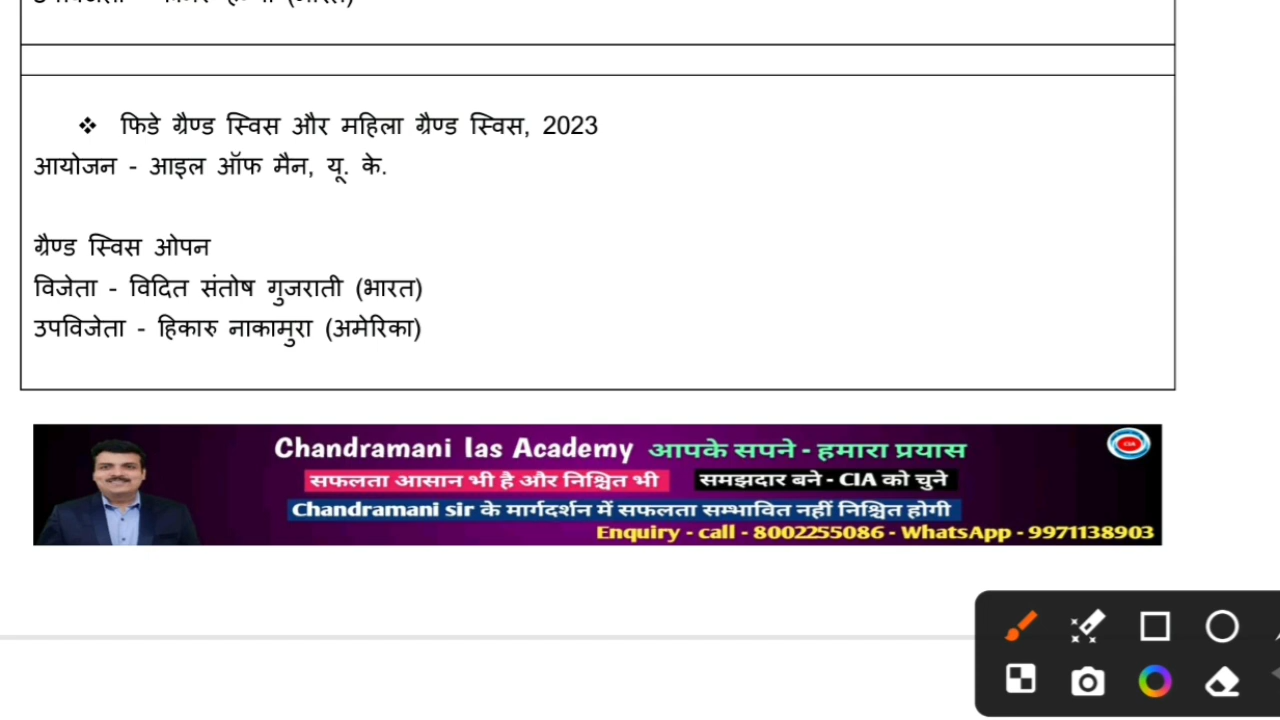 ❖ फिडे ग्रैण्ड स्विस और महिला ग्रैण्ड स्विस, 2023
आयोजन - आइल ऑफ मैन, यू. के.
ग्रैण्ड स्विस ओपन
विजेता - विदित संतोष गुजराती (भारत)
उपविजेता - हिकारु नाकामुरा (अमेरिका)
Chandramani Ias Academy आपके सपने - हमारा प्रयास
सफलता आसान भी है और निश्चित भी समझदार बने - CIA को चुने
Chandramani sir के मार्गदर्शन में सफलता सम्भावित नहीं निश्चित होगी
Enquiry - call - 8002255086 - WhatsApp - 9971138903
CIA